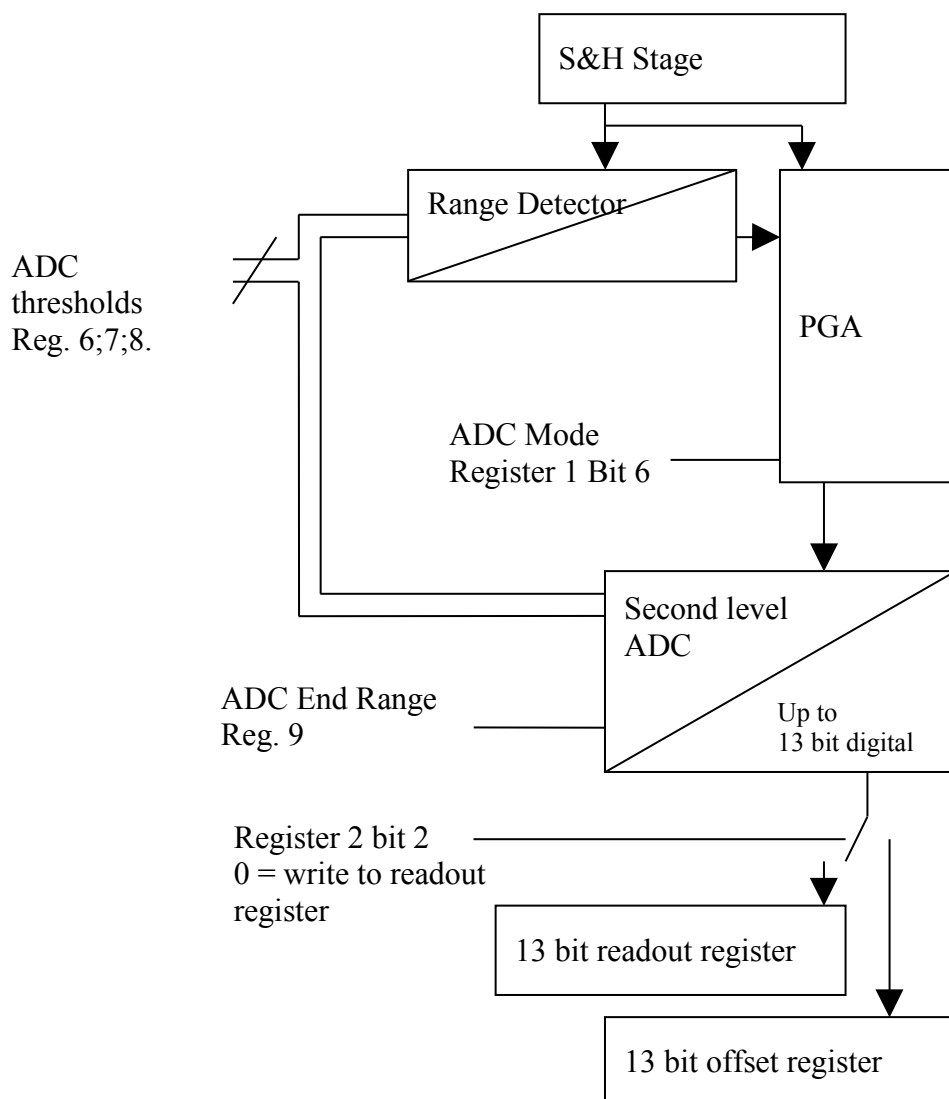 S&H Stage
Range Detector
ADC
thresholds
Reg. 6;7;8.
PGA
ADC Mode
Register 1 Bit 6
Second level
ADC
ADC End Range
Reg. 9
Up to
13 bit digital
Register 2 bit 2
0 = write to readout
register
13 bit readout register
13 bit offset register